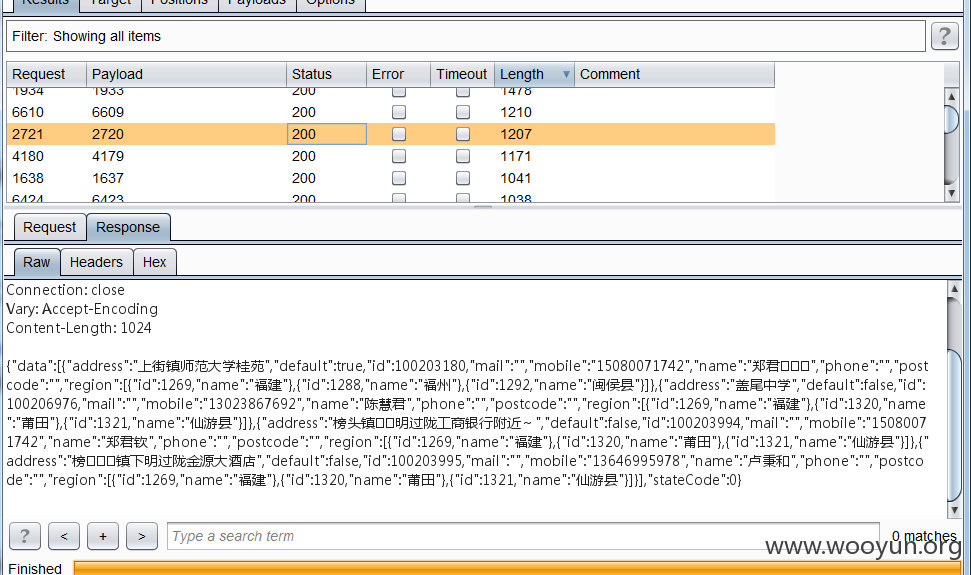 Results Target Positions Payloads Options
Filter: Showing all items
?
Request Payload Status Error Timeout Length Comment
1934 1933 200 1478
6610 6609 200 1210
2721 2720 200 1207
4180 4179 200 1171
1638 1637 200 1041
6424 6423 200 1038
Request Response
Raw Headers Hex
Connection: close
Vary: Accept-Encoding
Content-Length: 1024
{"data":[{"address":"上街镇师范大学桂苑","default":true,"id":100203180,"mail":"","mobile":"15080071742","name":"郑君□□□","phone":"","post
code":"","region":[{"id":1269,"name":"福建"},{"id":1288,"name":"福州"},{"id":1292,"name":"闽侯县"}]},{"address":"盖尾中学","default":false,"id":
100206976,"mail":"","mobile":"13023867692","name":"陈慧君","phone":"","postcode":"","region":[{"id":1269,"name":"福建"},{"id":1320,"name
":"莆田"},{"id":1321,"name":"仙游县"}]},{"address":"榜头镇□□明过陇工商银行附近~ ","default":false,"id":100203994,"mail":"","mobile":"1508007
1742","name":"郑君钦","phone":"","postcode":"","region":[{"id":1269,"name":"福建"},{"id":1320,"name":"莆田"},{"id":1321,"name":"仙游县"}]},{"
address":"榜□□□镇下明过陇金源大酒店","default":false,"id":100203995,"mail":"","mobile":"13646995978","name":"卢秉和","phone":"","postco
de":"","region":[{"id":1269,"name":"福建"},{"id":1320,"name":"莆田"},{"id":1321,"name":"仙游县"}]}],"stateCode":0}
? < + > Type a search term 0 matches
www.wooyun.org
Finished